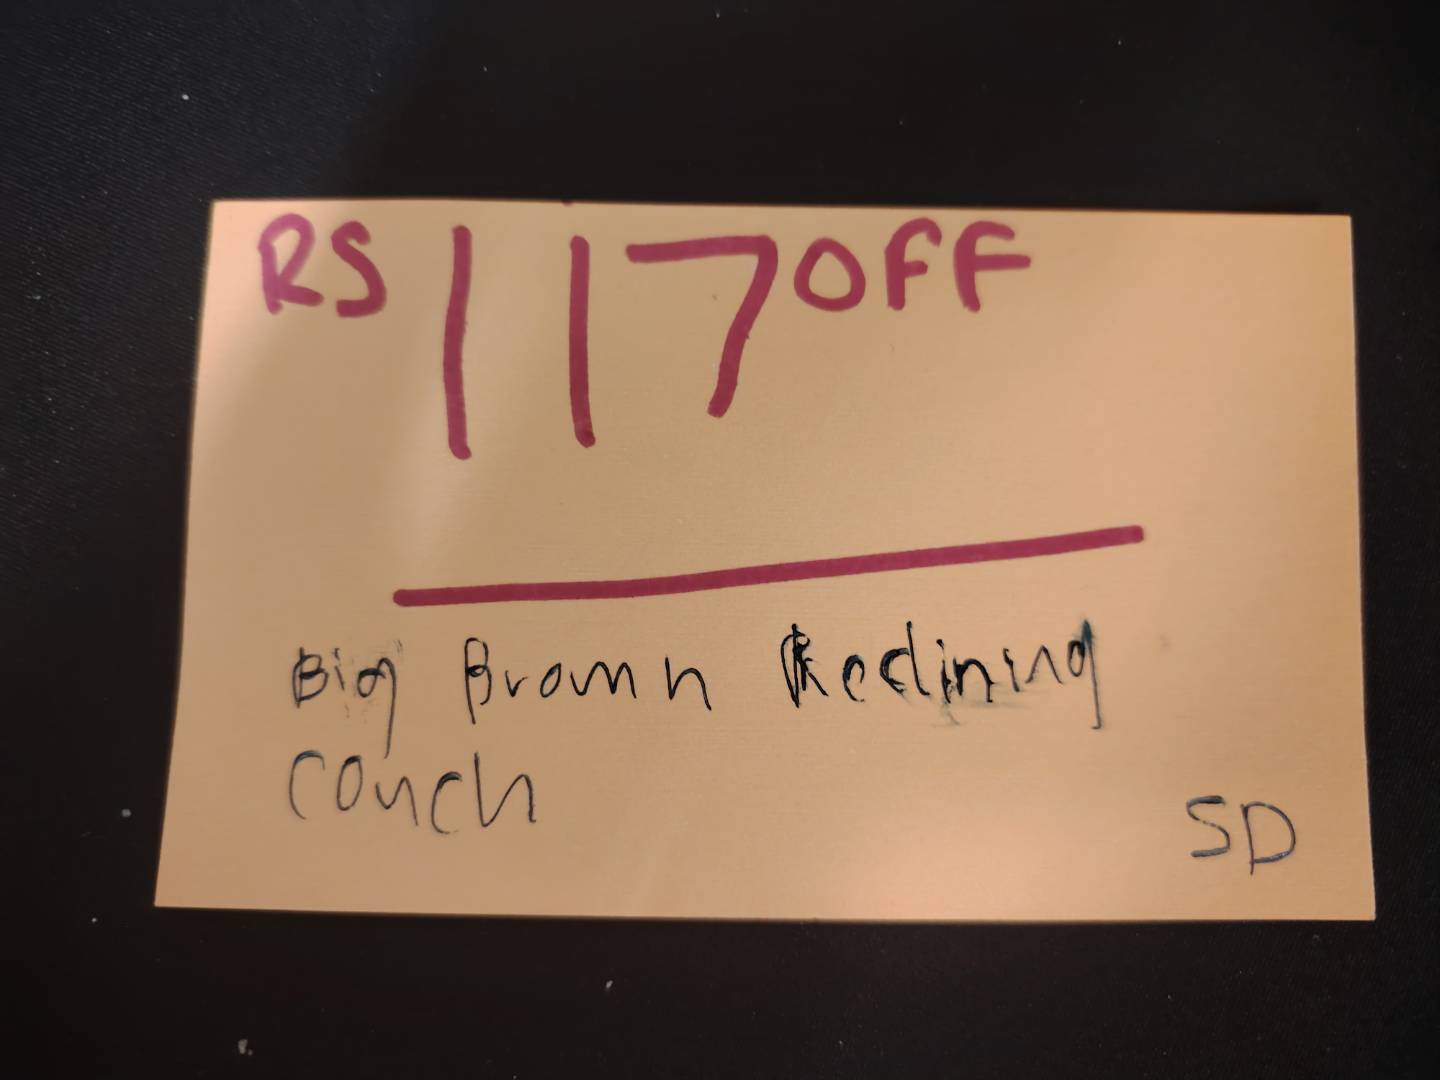 RS 117 OFF
Big Brown Reclining
Couch
SD